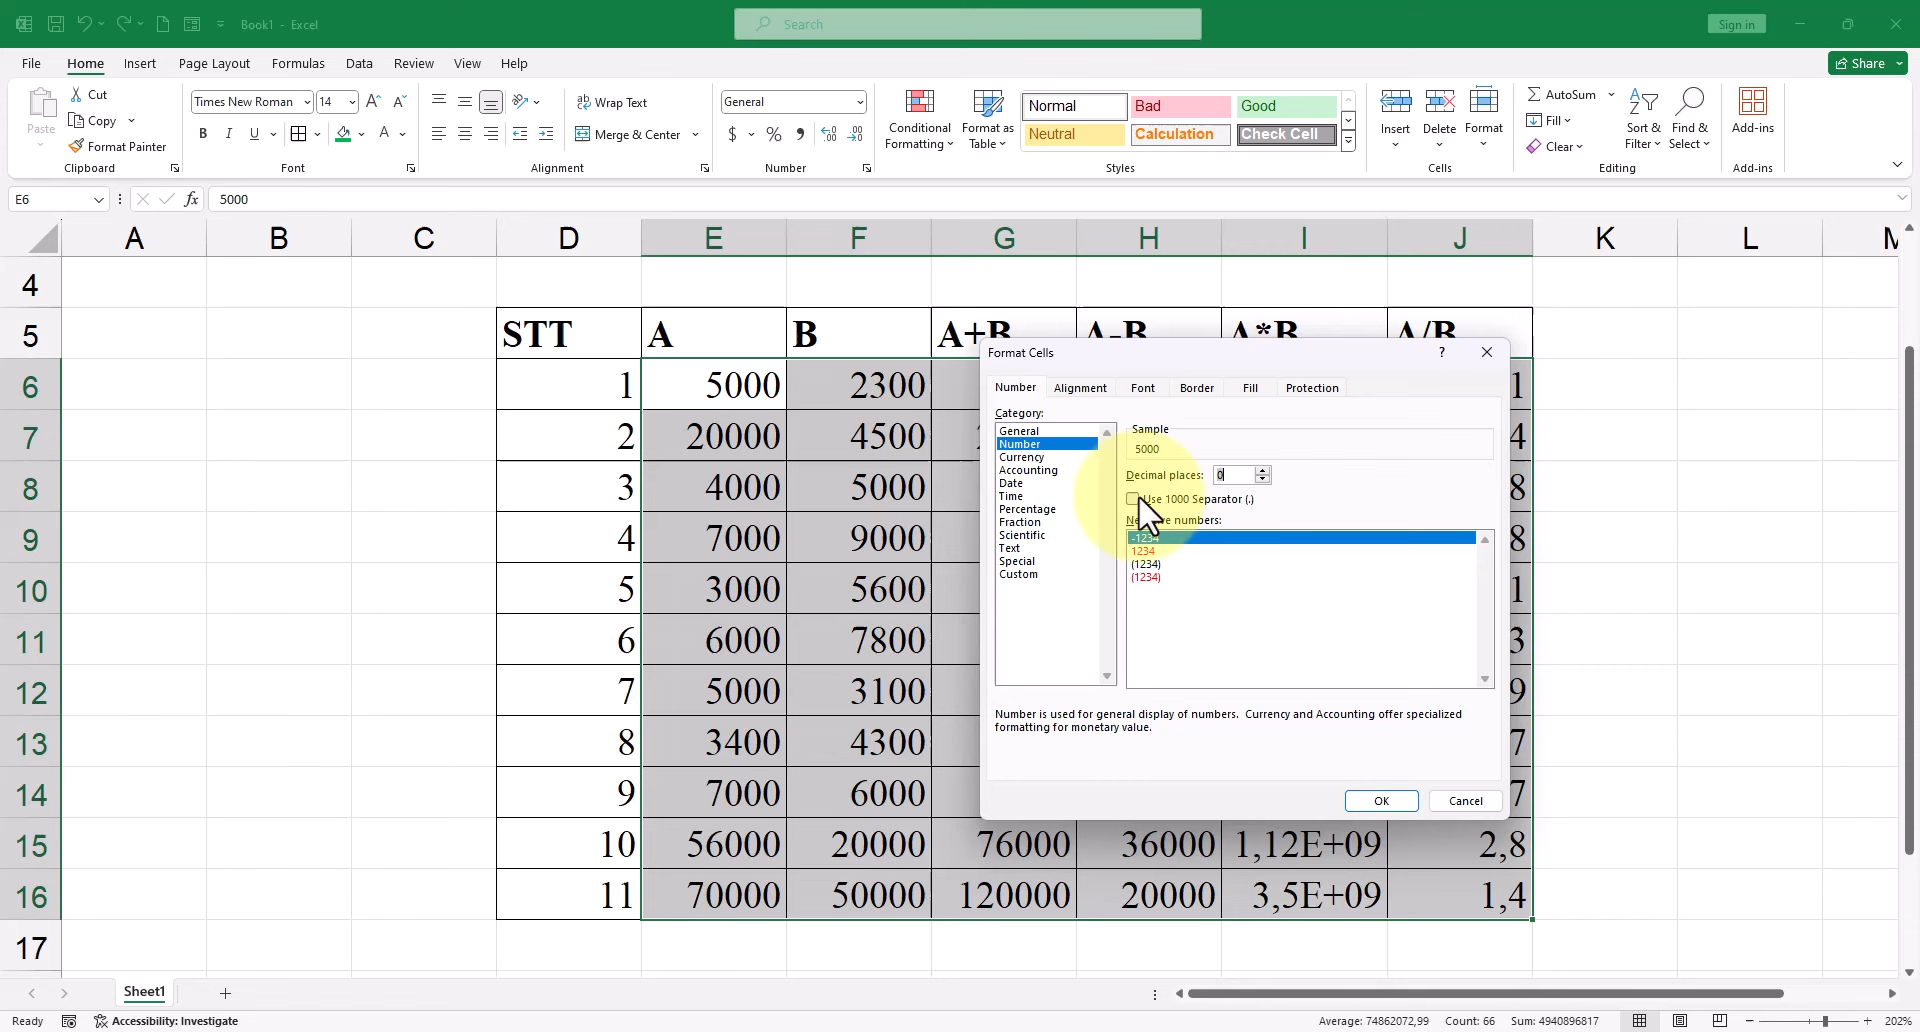 Book1 - Excel
Search
Sign in
File Home Insert Page Layout Formulas Data Review View Help
Share
Paste
Cut
Copy
Format Painter
Clipboard
Times New Roman 14
B I U
Font
Wrap Text
Merge & Center
Alignment
General
$ % 9
Number
Conditional Formatting
Format as Table
Normal Bad Good
Neutral Calculation Check Cell
Styles
Insert Delete Format
Cells
AutoSum
Fill
Clear
Sort & Filter
Find & Select
Editing
Add-ins
Add-ins
E6 fx 5000
A B C D E F G H I J K L
4
5 STT A B A+B A-B A*B A/B
6 1 5000 2300 1
7 2 20000 4500 4
8 3 4000 5000 8
9 4 7000 9000 8
10 5 3000 5600 1
11 6 6000 7800 3
12 7 5000 3100 9
13 8 3400 4300 7
14 9 7000 6000 7
15 10 56000 20000 76000 36000 1,12E+09 2,8
16 11 70000 50000 120000 20000 3,5E+09 1,4
17
Format Cells ?
Number Alignment Font Border Fill Protection
Category:
General
Number
Currency
Accounting
Date
Time
Percentage
Fraction
Scientific
Text
Special
Custom
Sample
5000
Decimal places: 0
Use 1000 Separator (.)
numbers:
-1234
1234
(1234)
(1234)
Number is used for general display of numbers. Currency and Accounting offer specialized
formatting for monetary value.
OK Cancel
Sheet1
Ready Accessibility: Investigate Average: 74862072,99 Count: 66 Sum: 4940896817 202%